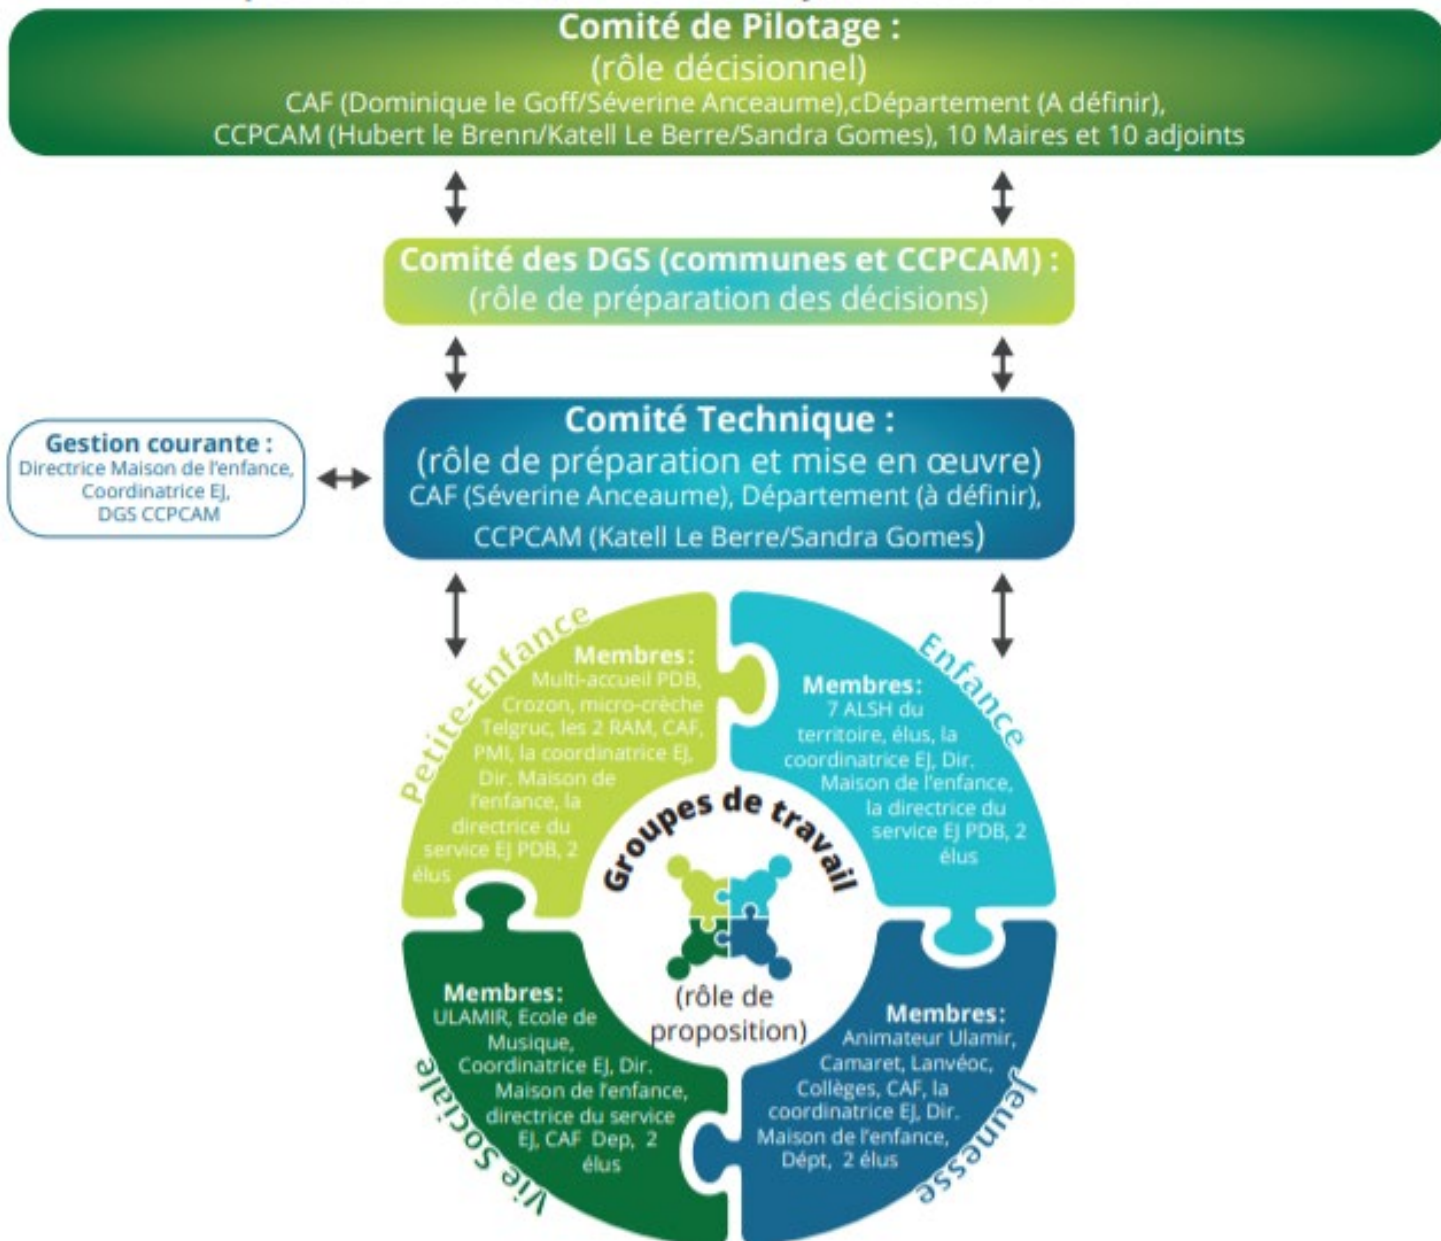 Comité de Pilotage :
(rôle décisionnel)
CAF (Dominique le Goff/Séverine Anceaume),cDépartement (A définir),
CCPCAM (Hubert le Brenn/Katell Le Berre/Sandra Gomes), 10 Maires et 10 adjoints
Comité des DGS (communes et CCPCAM) :
(rôle de préparation des décisions)
Comité Technique :
(rôle de préparation et mise en œuvre)
CAF (Séverine Anceaume), Département (à définir),
CCPCAM (Katell Le Berre/Sandra Gomes)
Gestion courante :
Directrice Maison de l'enfance,
Coordinatrice EJ,
DGS CCPCAM
Petite-Enfance
Membres:
Multi-accueil PDB,
Crozon, micro-crèche
Telgruc, les 2 RAM, CAF,
PMI, la coordinatrice EJ,
Dir. Maison de
l'enfance, la
directrice du
service EJ PDB, 2
élus
Enfance
Membres:
7 ALSH du
territoire, élus, la
coordinatrice EJ, Dir.
Maison de l'enfance,
la directrice du
service EJ PDB, 2
élus
Groupes de travail
(rôle de
proposition)
Vie Sociale
Membres:
ULAMIR, Ecole de
Musique,
Coordinatrice EJ, Dir.
Maison de l'enfance,
directrice du service
EJ, CAF Dep, 2
élus
Jeunesse
Membres:
Animateur Ulamir,
Camaret, Lanvéoc,
Collèges, CAF, la
coordinatrice EJ, Dir.
Maison de l'enfance,
Dépt, 2 élus